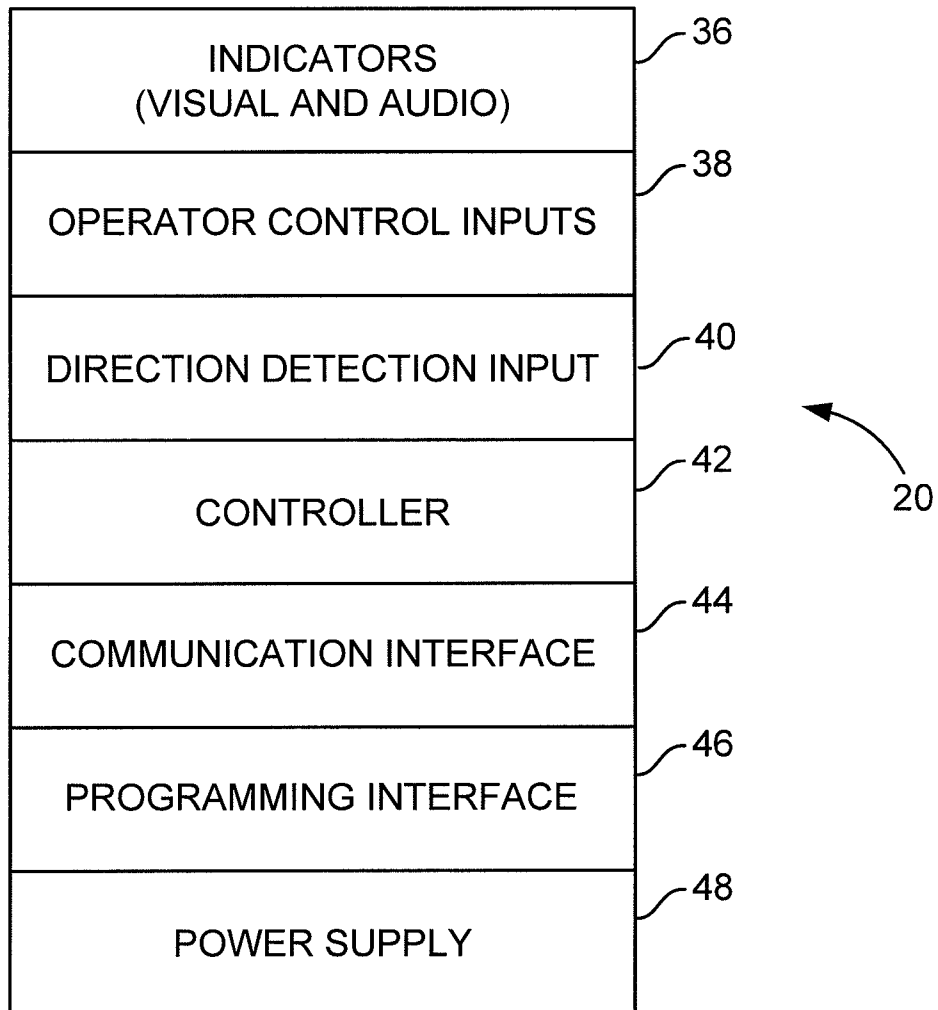 INDICATORS
(VISUAL AND AUDIO)
36
OPERATOR CONTROL INPUTS
38
DIRECTION DETECTION INPUT
40
CONTROLLER
42
20
COMMUNICATION INTERFACE
44
PROGRAMMING INTERFACE
46
POWER SUPPLY
48